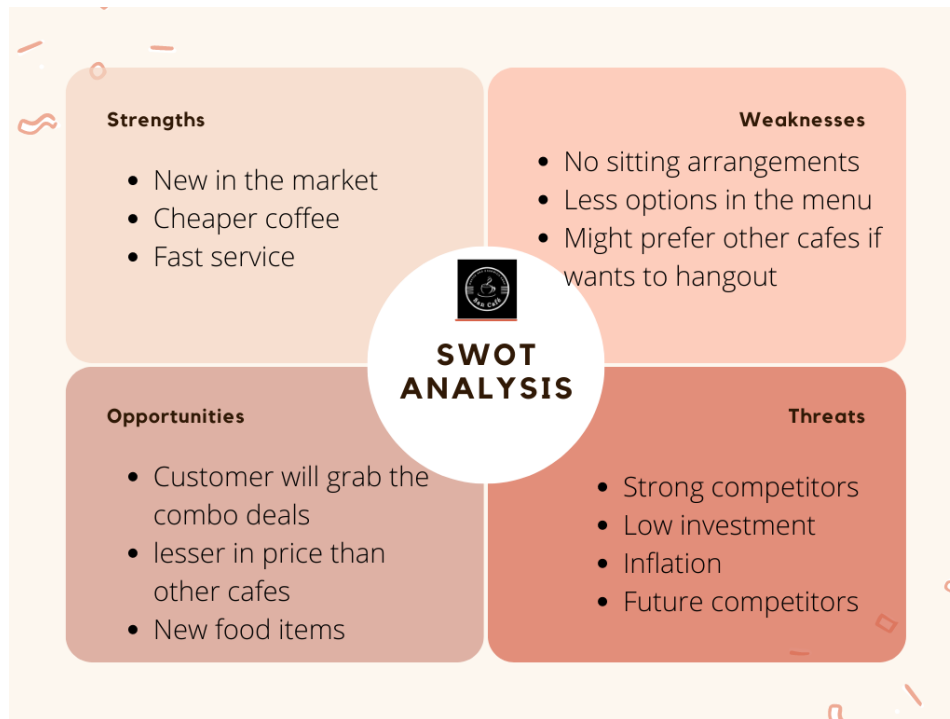 Strengths
New in the market
Cheaper coffee
Fast service
Weaknesses
No sitting arrangements
Less options in the menu
Might prefer other cafes if
wants to hangout
SWOT
ANALYSIS
Opportunities
Customer will grab the
combo deals
lesser in price than
other cafes
New food items
Threats
Strong competitors
Low investment
Inflation
Future competitors